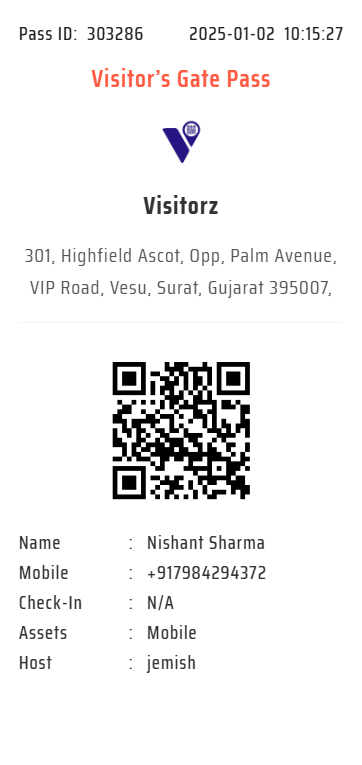 Pass ID: 303286 2025-01-02 10:15:27
Visitor's Gate Pass
Visitorz
301, Highfield Ascot, Opp, Palm Avenue,
VIP Road, Vesu, Surat, Gujarat 395007,
Name : Nishant Sharma
Mobile : +917984294372
Check-In : N/A
Assets : Mobile
Host : jemish